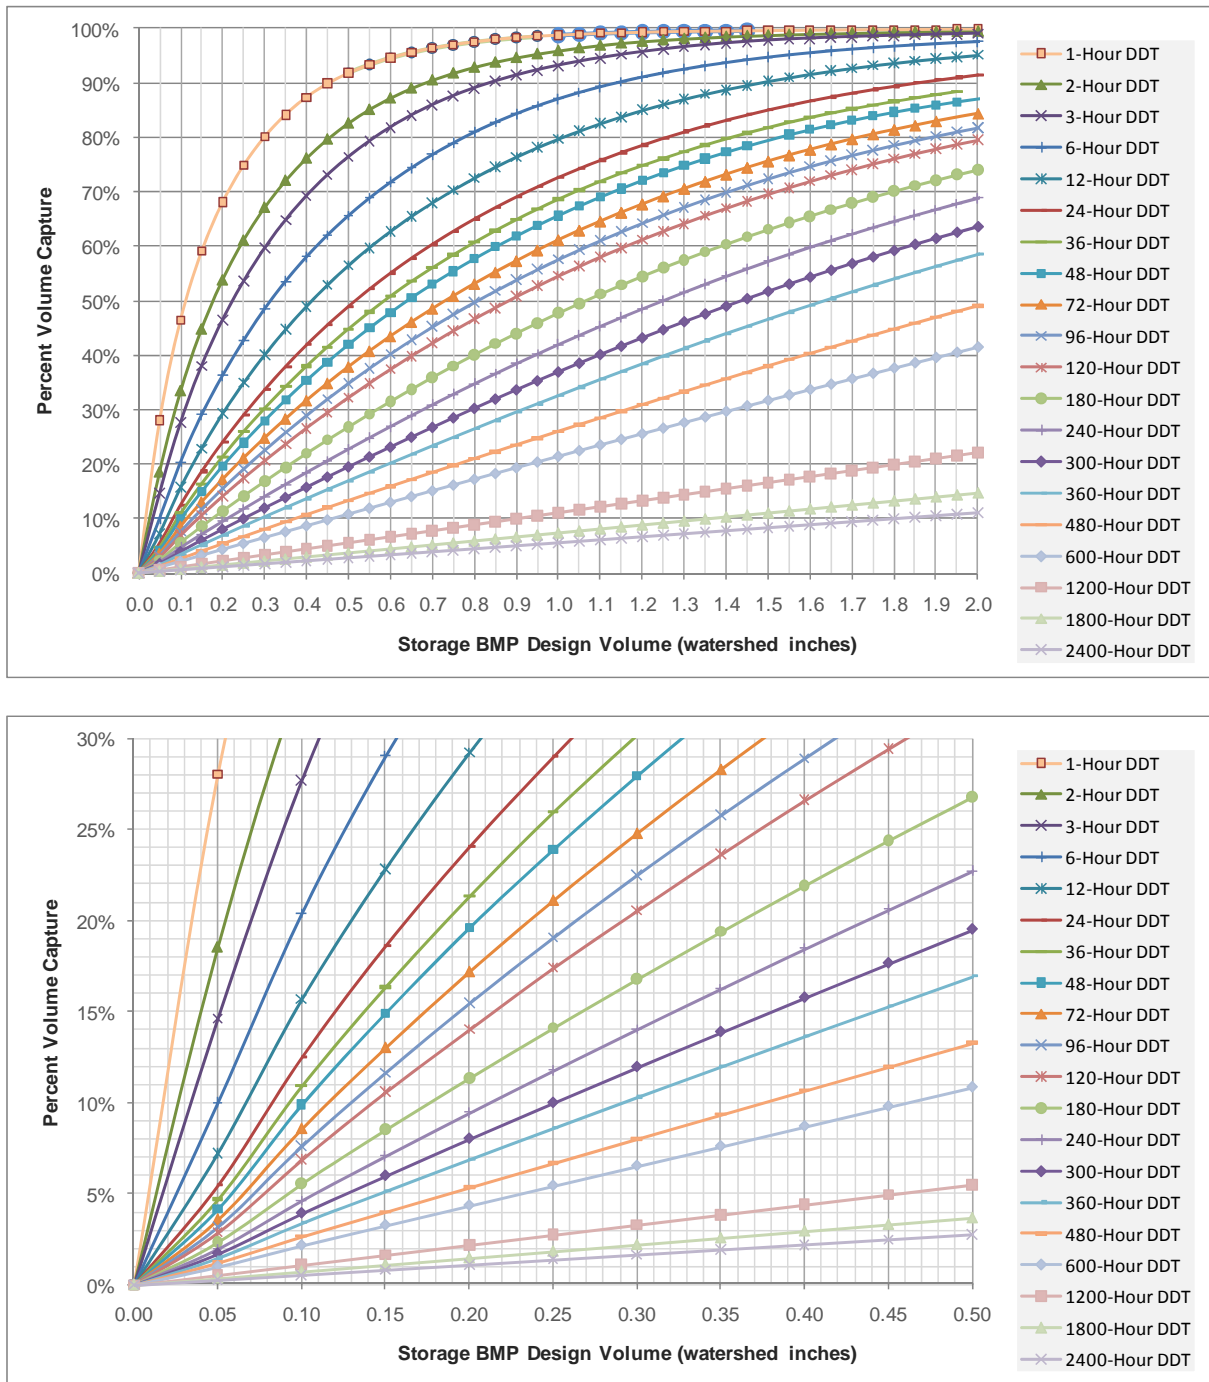 100%
90%
80%
70%
60%
50%
40%
30%
20%
10%
0%
Percent Volume Capture
0.0 0.1 0.2 0.3 0.4 0.5 0.6 0.7 0.8 0.9 1.0 1.1 1.2 1.3 1.4 1.5 1.6 1.7 1.8 1.9 2.0
Storage BMP Design Volume (watershed inches)
1-Hour DDT
2-Hour DDT
3-Hour DDT
6-Hour DDT
12-Hour DDT
24-Hour DDT
36-Hour DDT
48-Hour DDT
72-Hour DDT
96-Hour DDT
120-Hour DDT
180-Hour DDT
240-Hour DDT
300-Hour DDT
360-Hour DDT
480-Hour DDT
600-Hour DDT
1200-Hour DDT
1800-Hour DDT
2400-Hour DDT
30%
25%
20%
15%
10%
5%
0%
Percent Volume Capture
0.00 0.05 0.10 0.15 0.20 0.25 0.30 0.35 0.40 0.45 0.50
Storage BMP Design Volume (watershed inches)
1-Hour DDT
2-Hour DDT
3-Hour DDT
6-Hour DDT
12-Hour DDT
24-Hour DDT
36-Hour DDT
48-Hour DDT
72-Hour DDT
96-Hour DDT
120-Hour DDT
180-Hour DDT
240-Hour DDT
300-Hour DDT
360-Hour DDT
480-Hour DDT
600-Hour DDT
1200-Hour DDT
1800-Hour DDT
2400-Hour DDT